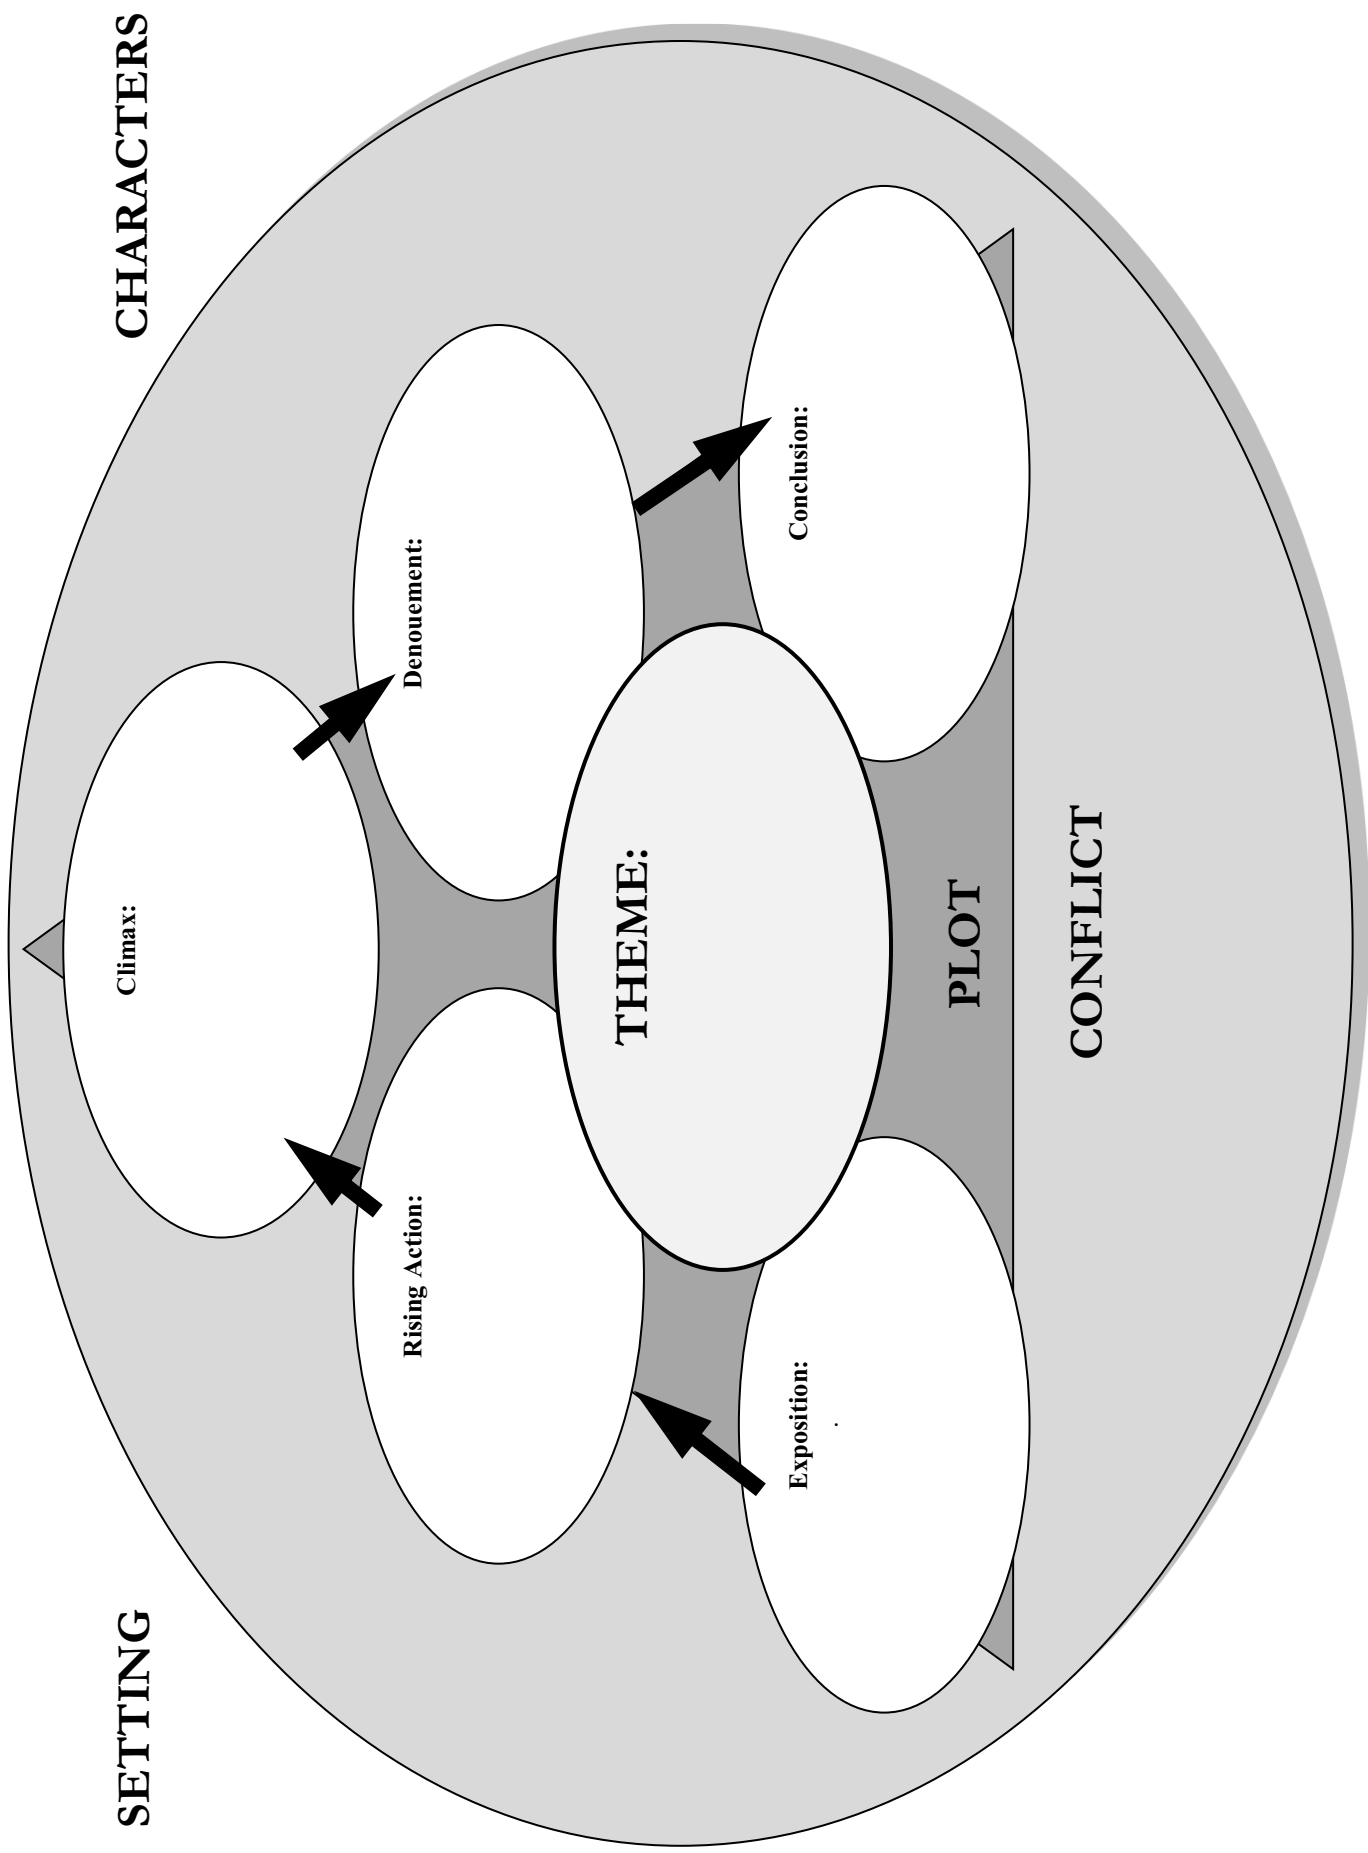 SETTING
CHARACTERS
Climax:
Rising Action:
Denouement:
THEME:
Exposition:
Conclusion:
.
PLOT
CONFLICT